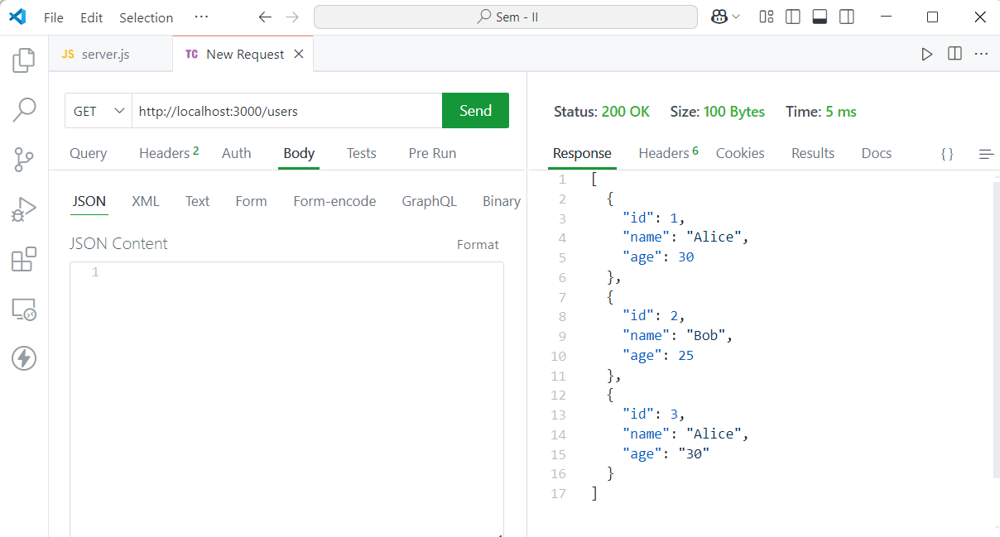 File Edit Selection ··· Sem - II
JS server.js TC New Request
GET http://localhost:3000/users Send
Query Headers 2 Auth Body Tests Pre Run
JSON XML Text Form Form-encode GraphQL Binary
JSON Content Format
1
Status: 200 OK Size: 100 Bytes Time: 5 ms
Response Headers 6 Cookies Results Docs {}
1 [
2 {
3 "id": 1,
4 "name": "Alice",
5 "age": 30
6 },
7 {
8 "id": 2,
9 "name": "Bob",
10 "age": 25
11 },
12 {
13 "id": 3,
14 "name": "Alice",
15 "age": "30"
16 }
17 ]